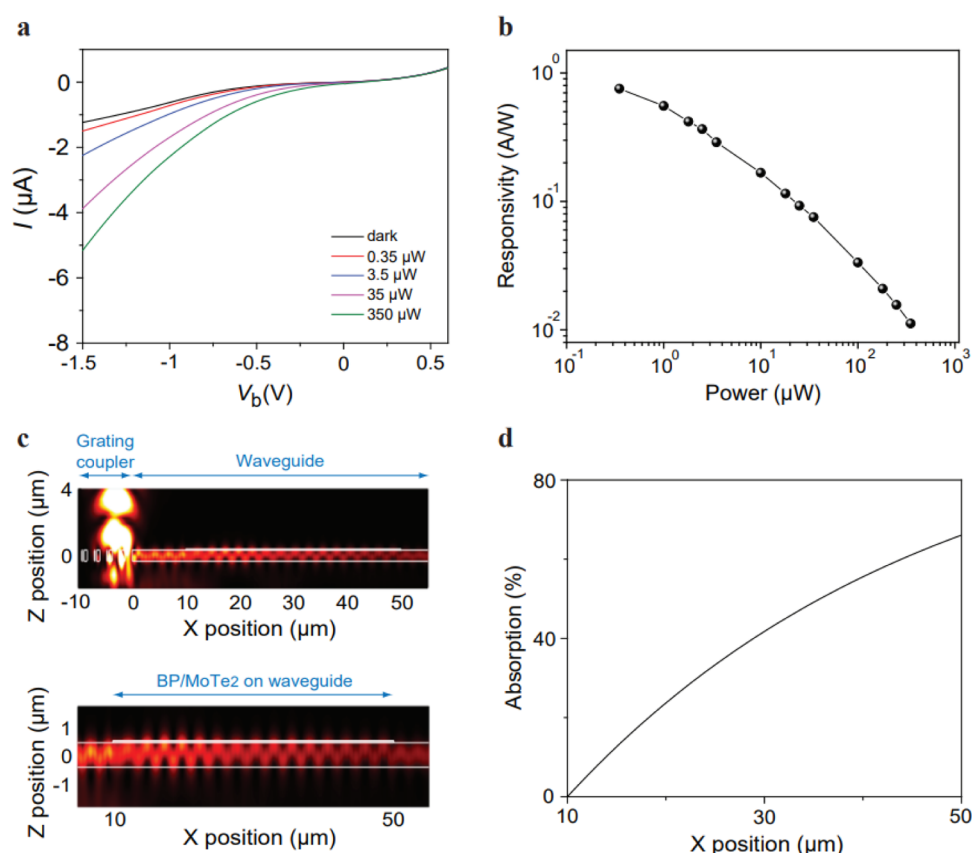 a
0
-2
-4
-6
-8
I (µA)
dark
0.35 µW
3.5 µW
35 µW
350 µW
-1.5
-1
-0.5
0
0.5
V_b(V)
b
10^0
10^-1
10^-2
Responsivity (A/W)
10^-1
10^0
10^1
10^2
10^3
Power (µW)
c
Grating
coupler
Waveguide
Z position (µm)
4
0
-10
0
10
20
30
40
50
X position (µm)
BP/MoTe2 on waveguide
Z position (µm)
1
0
-1
10
50
X position (µm)
d
80
40
0
Absorption (%)
10
30
50
X position (µm)